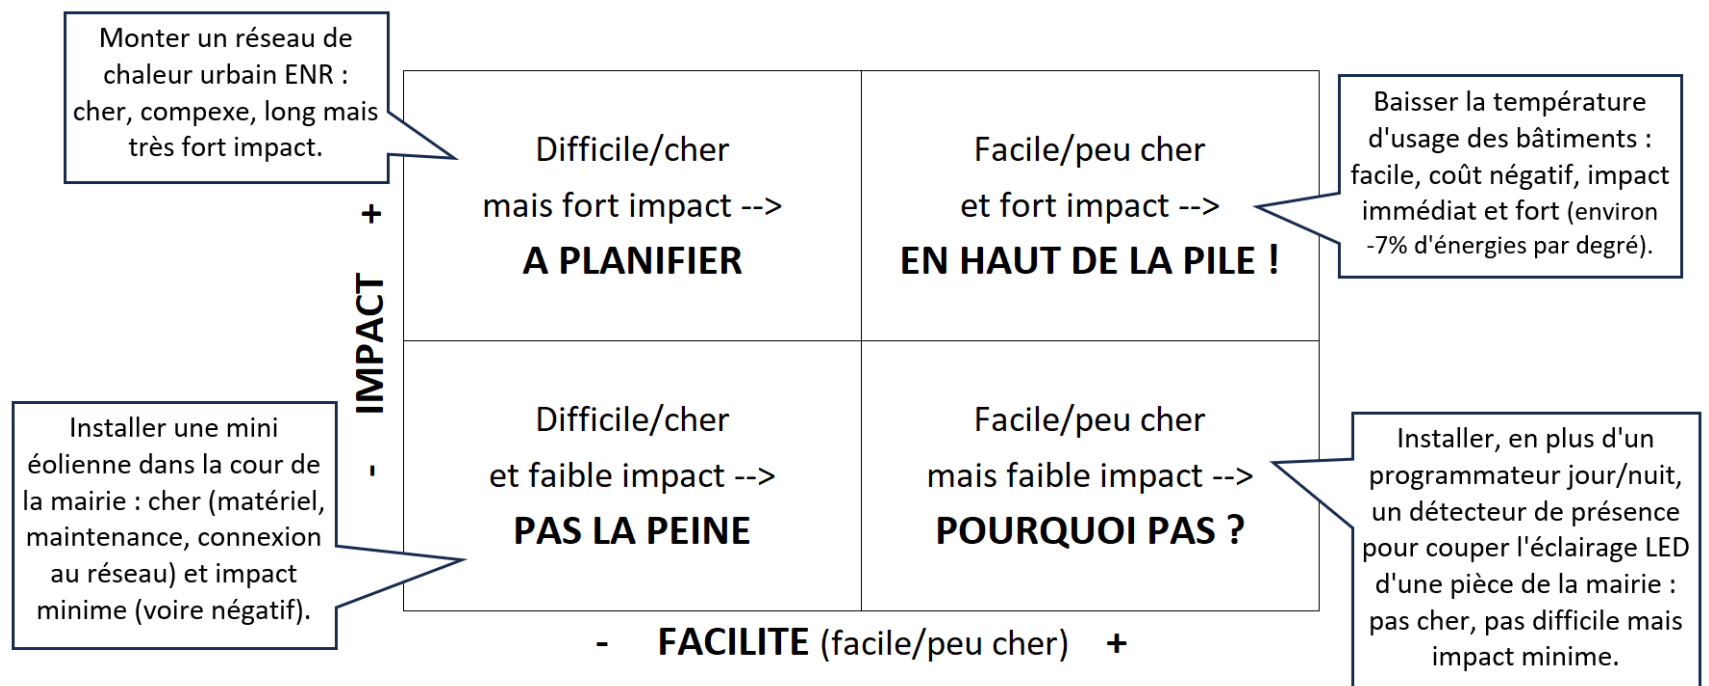 Monter un réseau de
chaleur urbain ENR :
cher, compexe, long mais
très fort impact.
Difficile/cher
mais fort impact -->
A PLANIFIER
Facile/peu cher
et fort impact -->
EN HAUT DE LA PILE !
Baisser la température
d'usage des bâtiments :
facile, coût négatif, impact
immédiat et fort (environ
-7% d'énergies par degré).
- IMPACT +
Installer une mini
éolienne dans la cour de
la mairie : cher (matériel,
maintenance, connexion
au réseau) et impact
minime (voire négatif).
Difficile/cher
et faible impact -->
PAS LA PEINE
Facile/peu cher
mais faible impact -->
POURQUOI PAS ?
Installer, en plus d'un
programmateur jour/nuit,
un détecteur de présence
pour couper l'éclairage LED
d'une pièce de la mairie :
pas cher, pas difficile mais
impact minime.
- FACILITE (facile/peu cher) +